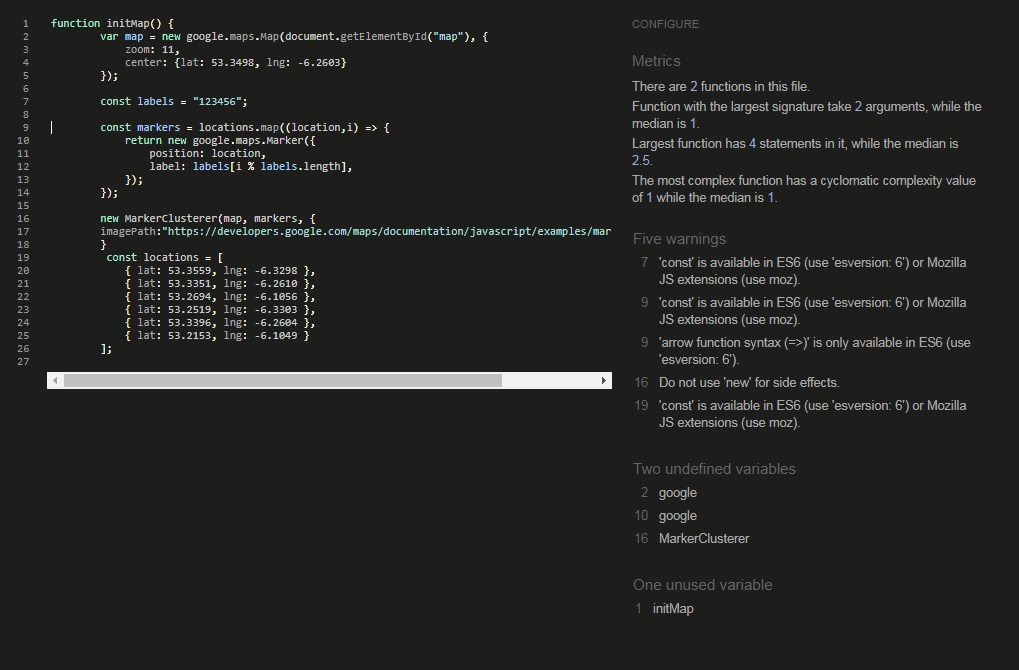 1 function initMap() {
2 var map = new google.maps.Map(document.getElementById("map"), {
3 zoom: 11,
4 center: {lat: 53.3498, lng: -6.2603}
5 });
6
7 const labels = "123456";
8
9 const markers = locations.map((location,i) => {
10 return new google.maps.Marker({
11 position: location,
12 label: labels[i % labels.length],
13 });
14 });
15
16 new MarkerClusterer(map, markers, {
17 imagePath:"https://developers.google.com/maps/documentation/javascript/examples/mar
18 }
19 const locations = [
20 { lat: 53.3559, lng: -6.3298 },
21 { lat: 53.3351, lng: -6.2610 },
22 { lat: 53.2694, lng: -6.1056 },
23 { lat: 53.2519, lng: -6.3303 },
24 { lat: 53.3396, lng: -6.2604 },
25 { lat: 53.2153, lng: -6.1049 }
26 ];
27
CONFIGURE
Metrics
There are 2 functions in this file.
Function with the largest signature take 2 arguments, while the
median is 1.
Largest function has 4 statements in it, while the median is
2.5.
The most complex function has a cyclomatic complexity value
of 1 while the median is 1.
Five warnings
7 'const' is available in ES6 (use 'esversion: 6') or Mozilla
JS extensions (use moz).
9 'const' is available in ES6 (use 'esversion: 6') or Mozilla
JS extensions (use moz).
9 'arrow function syntax (=>)' is only available in ES6 (use
'esversion: 6').
16 Do not use 'new' for side effects.
19 'const' is available in ES6 (use 'esversion: 6') or Mozilla
JS extensions (use moz).
Two undefined variables
2 google
10 google
16 MarkerClusterer
One unused variable
1 initMap